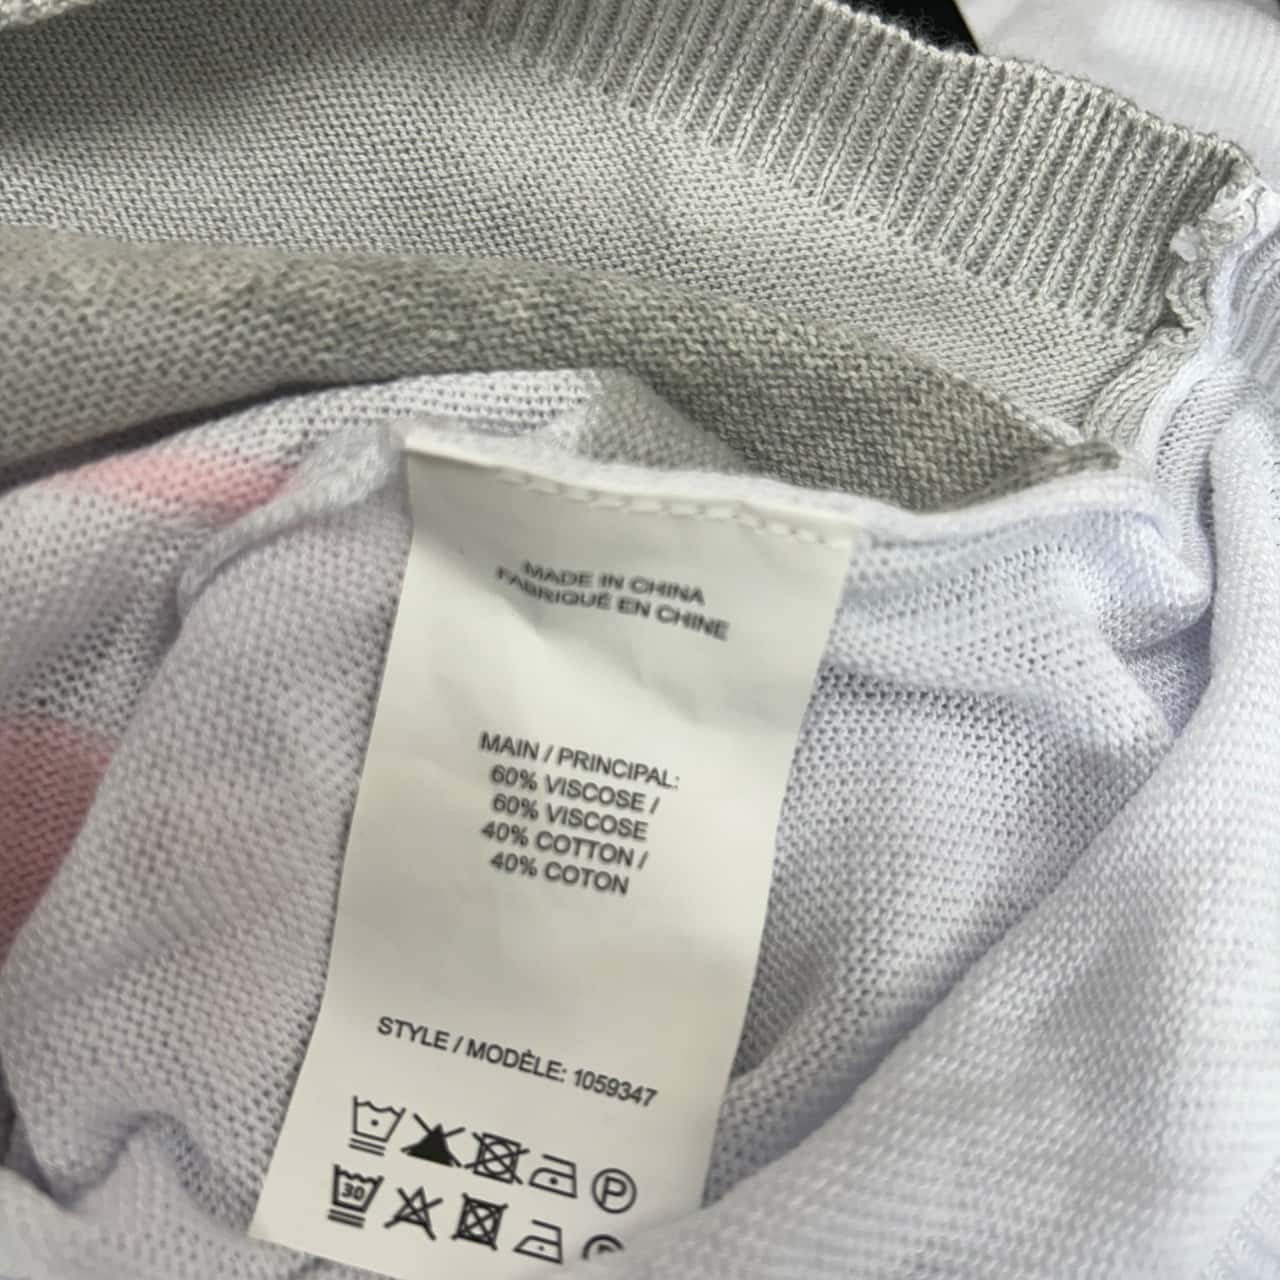 MADE IN CHINA
FABRIQUÉ EN CHINE
MAIN / PRINCIPAL:
60% VISCOSE /
60% VISCOSE
40% COTTON /
40% COTON
STYLE / MODÈLE: 1059347
P
30